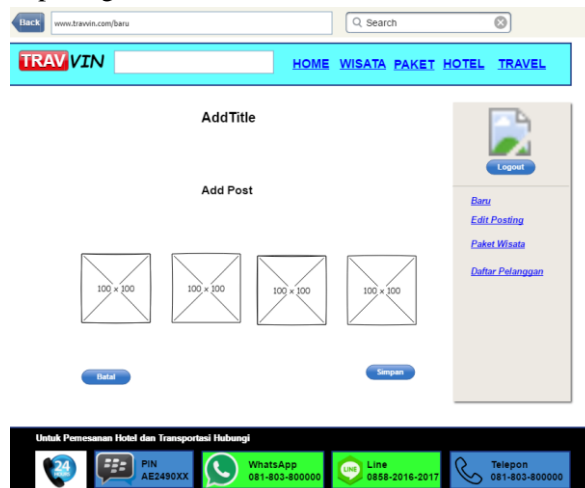 Back www.travvin.com/baru Search
TRAV VIN HOME WISATA PAKET HOTEL TRAVEL
AddTitle
Logout
Add Post
Baru
Edit Posting
Paket Wisata
Daftar Pelanggan
100 x 100 100 x 100 100 x 100 100 x 100
Batal Simpan
Untuk Pemesanan Hotel dan Transportasi Hubungi
24
PIN
AE2490XX
WhatsApp
081-803-800000
LINE
Line
0858-2016-2017
Telepon
081-803-800000